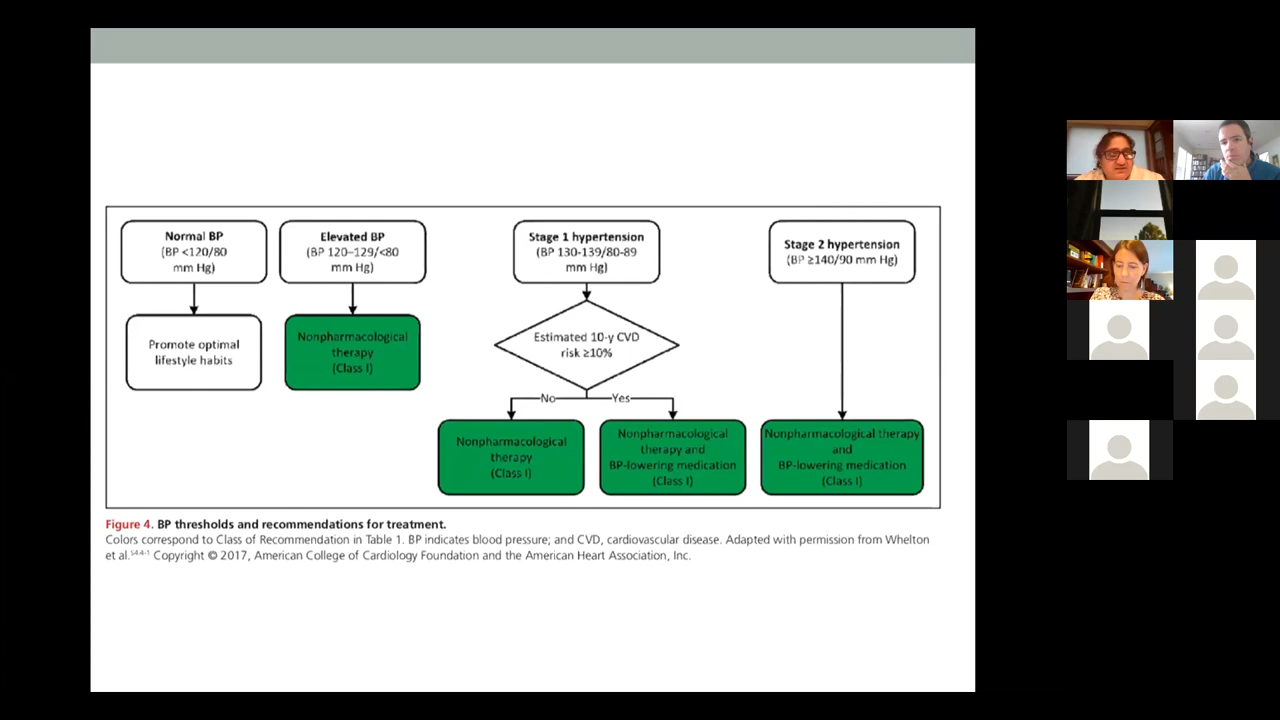 Normal BP
(BP <120/80
mm Hg)
Elevated BP
(BP 120–129/<80
mm Hg)
Stage 1 hypertension
(BP 130-139/80-89
mm Hg)
Stage 2 hypertension
(BP ≥140/90 mm Hg)
Promote optimal
lifestyle habits
Nonpharmacological
therapy
(Class I)
Estimated 10-y CVD
risk ≥10%
No
Yes
Nonpharmacological
therapy
(Class I)
Nonpharmacological
therapy and
BP-lowering medication
(Class I)
Nonpharmacological therapy
and
BP-lowering medication
(Class I)
Figure 4. BP thresholds and recommendations for treatment.
Colors correspond to Class of Recommendation in Table 1. BP indicates blood pressure; and CVD, cardiovascular disease. Adapted with permission from Whelton
et al.S4.4-1 Copyright © 2017, American College of Cardiology Foundation and the American Heart Association, Inc.